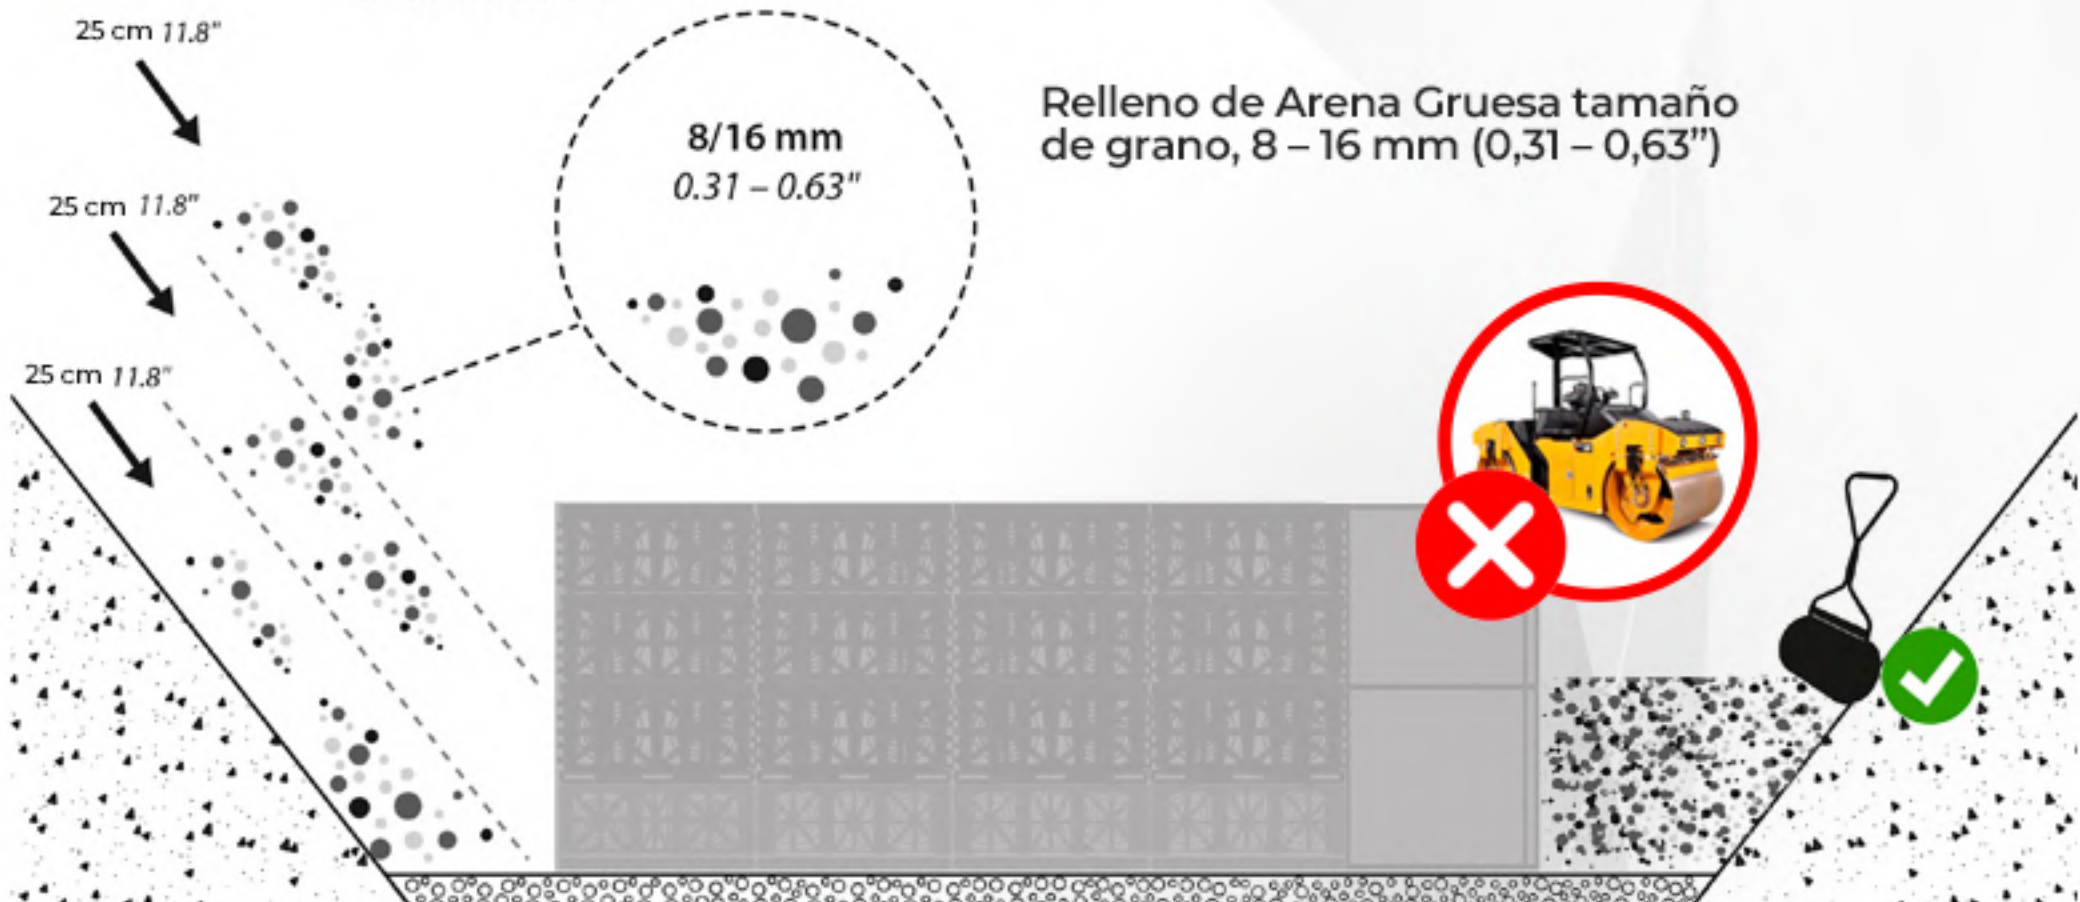 25 cm 11.8"
8/16 mm
0.31 – 0.63"
Relleno de Arena Gruesa tamaño
de grano, 8 – 16 mm (0,31 – 0,63”)
25 cm 11.8"
25 cm 11.8"